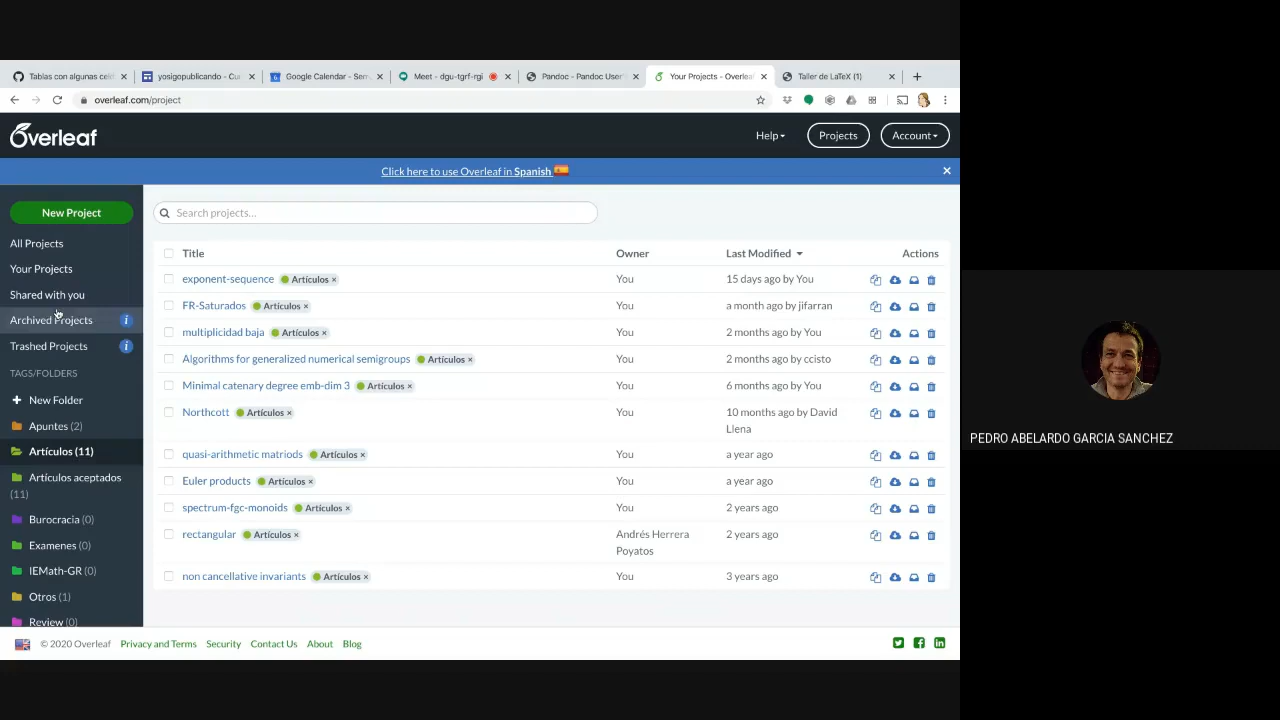 Tablas con algunas celd
yosigopublicando - Cu
Google Calendar - Sem
Meet - dgu-tgrf-rgi
Pandoc - Pandoc User'
Your Projects - Overlea
Taller de LaTeX (1)
overleaf.com/project
Overleaf
Help
Projects
Account
Click here to use Overleaf in Spanish
New Project
All Projects
Your Projects
Shared with you
Archived Projects
Trashed Projects
TAGS/FOLDERS
New Folder
Apuntes (2)
Artículos (11)
Artículos aceptados
(11)
Burocracia (0)
Examenes (0)
IEMath-GR (0)
Otros (1)
Review (0)
Search projects...
Title Owner Last Modified Actions
exponent-sequence Artículos × You 15 days ago by You
FR-Saturados Artículos × You a month ago by jifarran
multiplicidad baja Artículos × You 2 months ago by You
Algorithms for generalized numerical semigroups Artículos × You 2 months ago by ccisto
Minimal catenary degree emb-dim 3 Artículos × You 6 months ago by You
Northcott Artículos × You 10 months ago by David
Llena
quasi-arithmetic matriods Artículos × You a year ago
Euler products Artículos × You a year ago
spectrum-fgc-monoids Artículos × You 2 years ago
rectangular Artículos × Andrés Herrera 2 years ago
Poyatos
non cancellative invariants Artículos × You 3 years ago
© 2020 Overleaf Privacy and Terms Security Contact Us About Blog
PEDRO ABELARDO GARCIA SANCHEZ